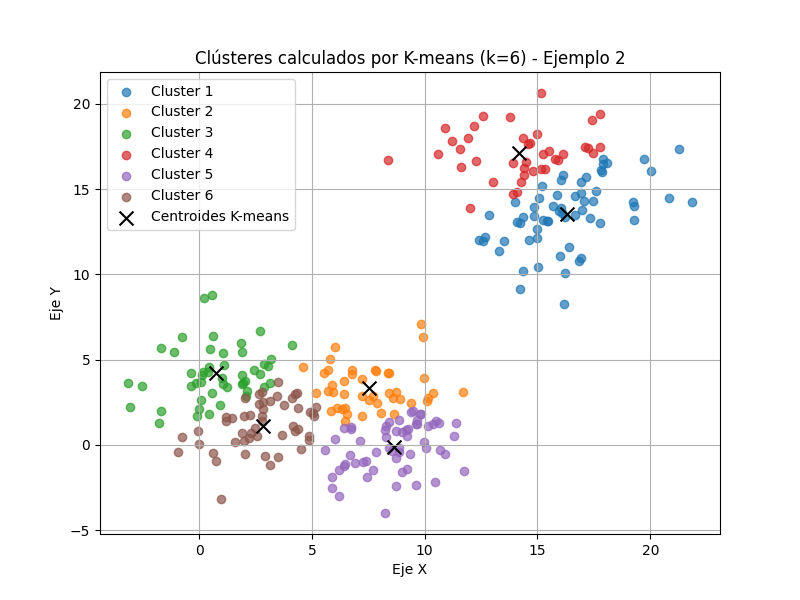 Clústeres calculados por K-means (k=6) - Ejemplo 2
Cluster 1
Cluster 2
Cluster 3
Cluster 4
Cluster 5
Cluster 6
Centroides K-means
Eje Y
20
15
10
5
0
−5
0 5 10 15 20
Eje X